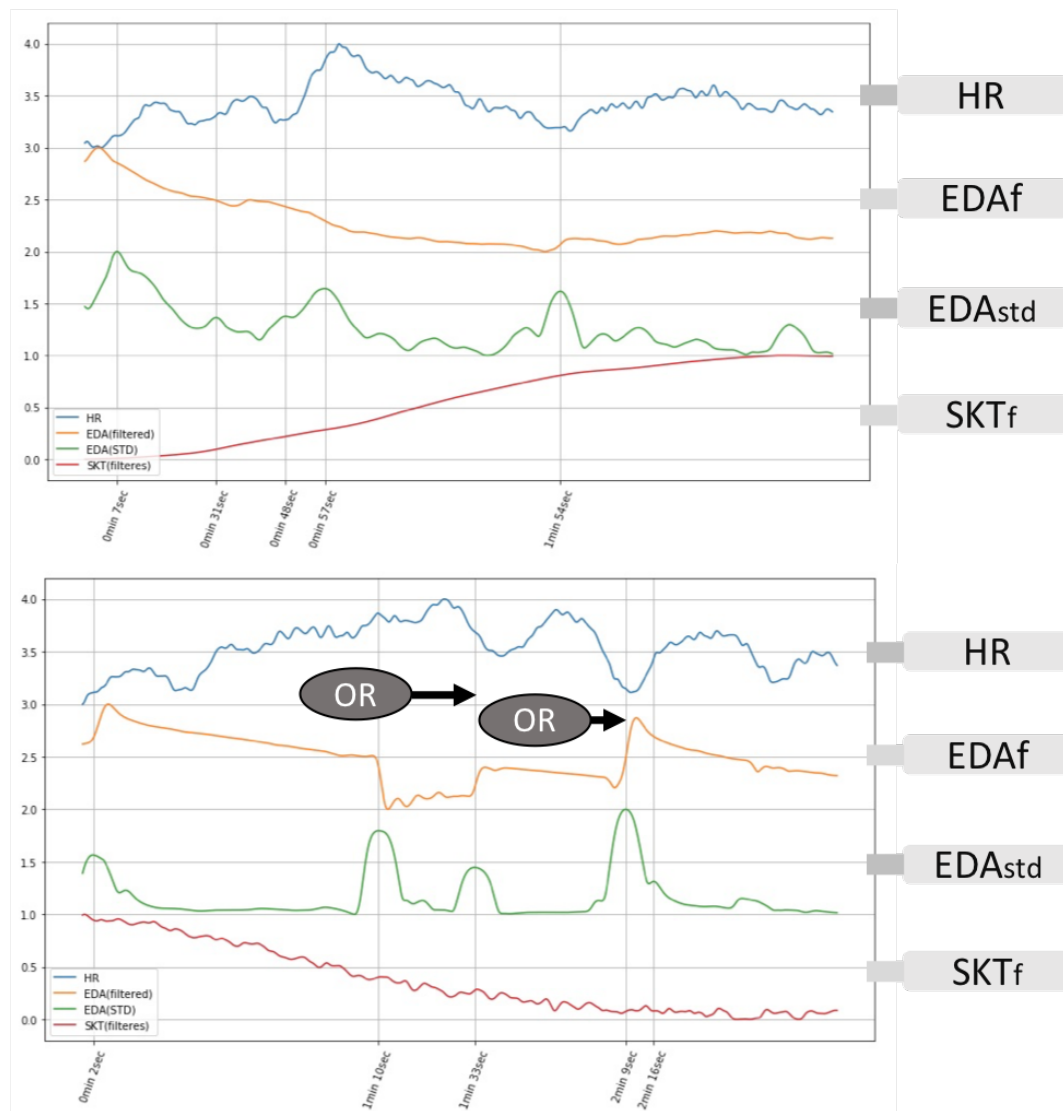 4.0
3.5
3.0
2.5
2.0
1.5
1.0
0.5
0.0
HR
EDA(filtered)
EDA(STD)
SKT(filteres)
0min 7sec
0min 31sec
0min 48sec
0min 57sec
1min 54sec
HR
EDAf
EDAstd
SKTf
4.0
3.5
3.0
2.5
2.0
1.5
1.0
0.5
0.0
OR
OR
HR
EDA(filtered)
EDA(STD)
SKT(filteres)
0min 2sec
1min 10sec
1min 33sec
2min 9sec
2min 16sec
HR
EDAf
EDAstd
SKTf